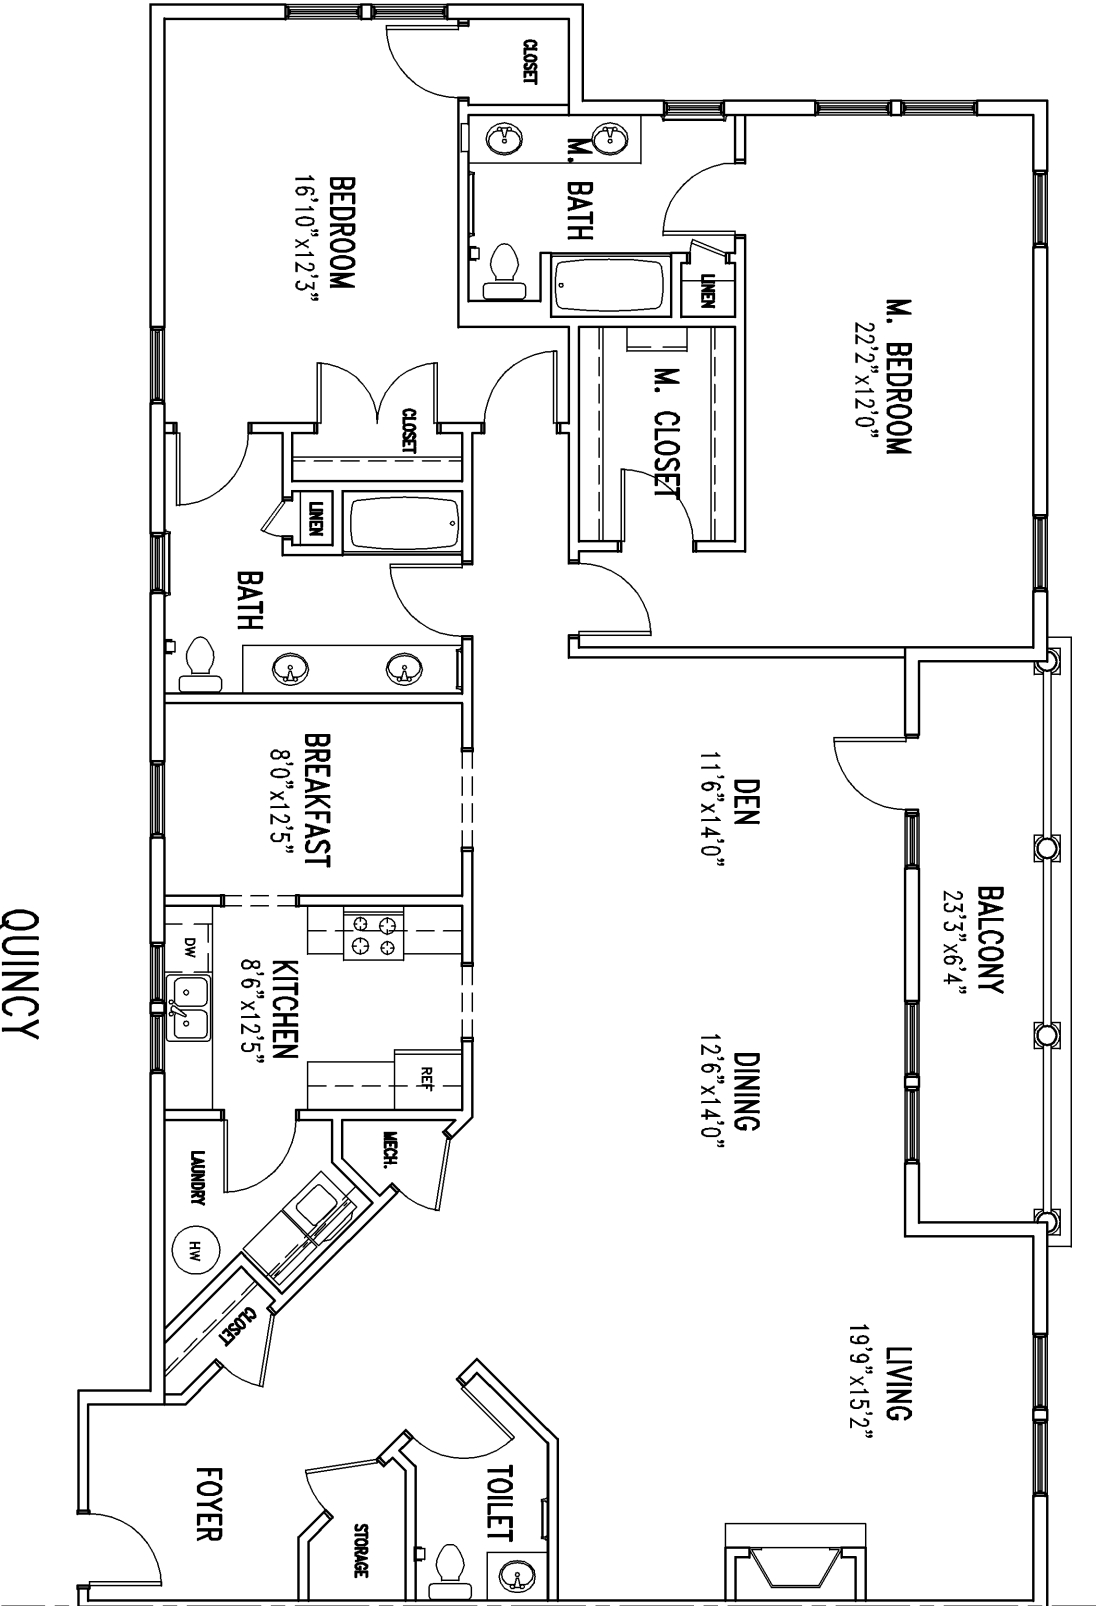 CLOSET
M. BATH
BEDROOM
16'10"x12'3"
LINEN
M. BEDROOM
22'2"x12'0"
M. CLOSET
CLOSET
LINEN
BATH
BREAKFAST
8'0"x12'5"
DEN
11'6"x14'0"
BALCONY
23'3"x6'4"
DW
KITCHEN
8'6"x12'5"
REF
DINING
12'6"x14'0"
MECH.
LAUNDRY
HW
CLOSET
LIVING
19'9"x15'2"
FOYER
STORAGE
TOILET
QUINCY